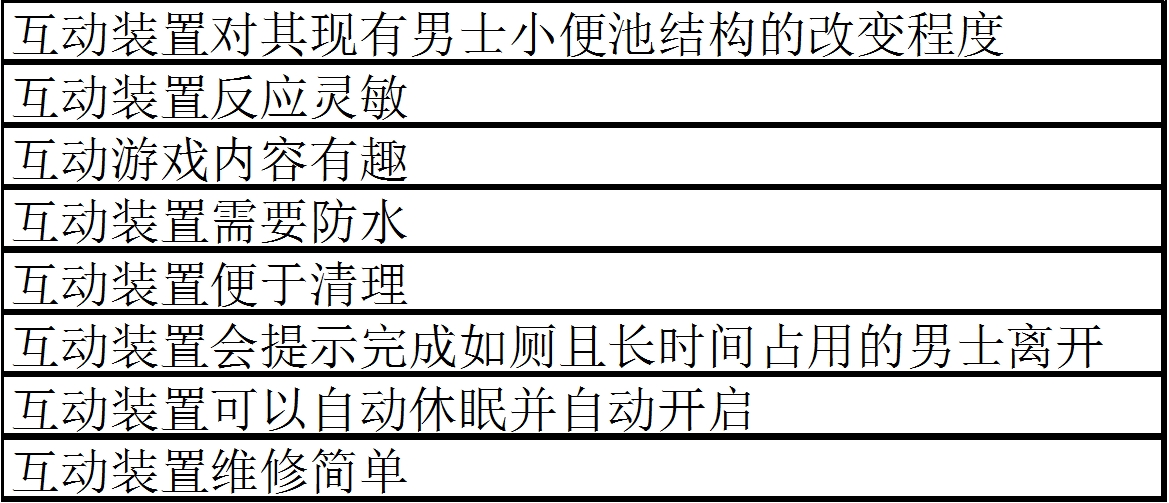 互动装置对其现有男士小便池结构的改变程度
互动装置反应灵敏
互动游戏内容有趣
互动装置需要防水
互动装置便于清理
互动装置会提示完成如厕且长时间占用的男士离开
互动装置可以自动休眠并自动开启
互动装置维修简单